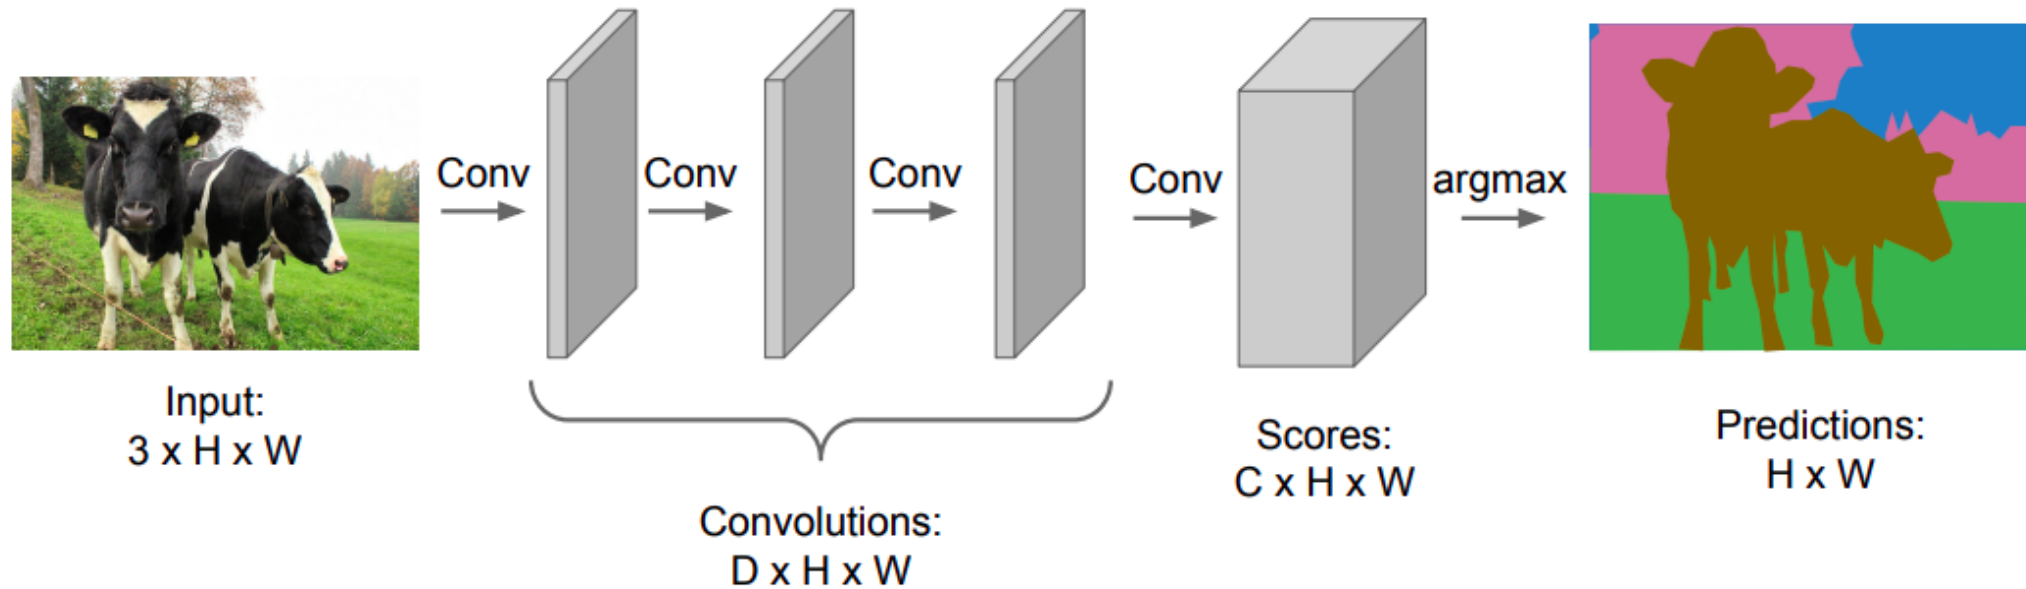 Conv
Conv
Conv
Conv
argmax
Input:
3 x H x W
Convolutions:
D x H x W
Scores:
C x H x W
Predictions:
H x W